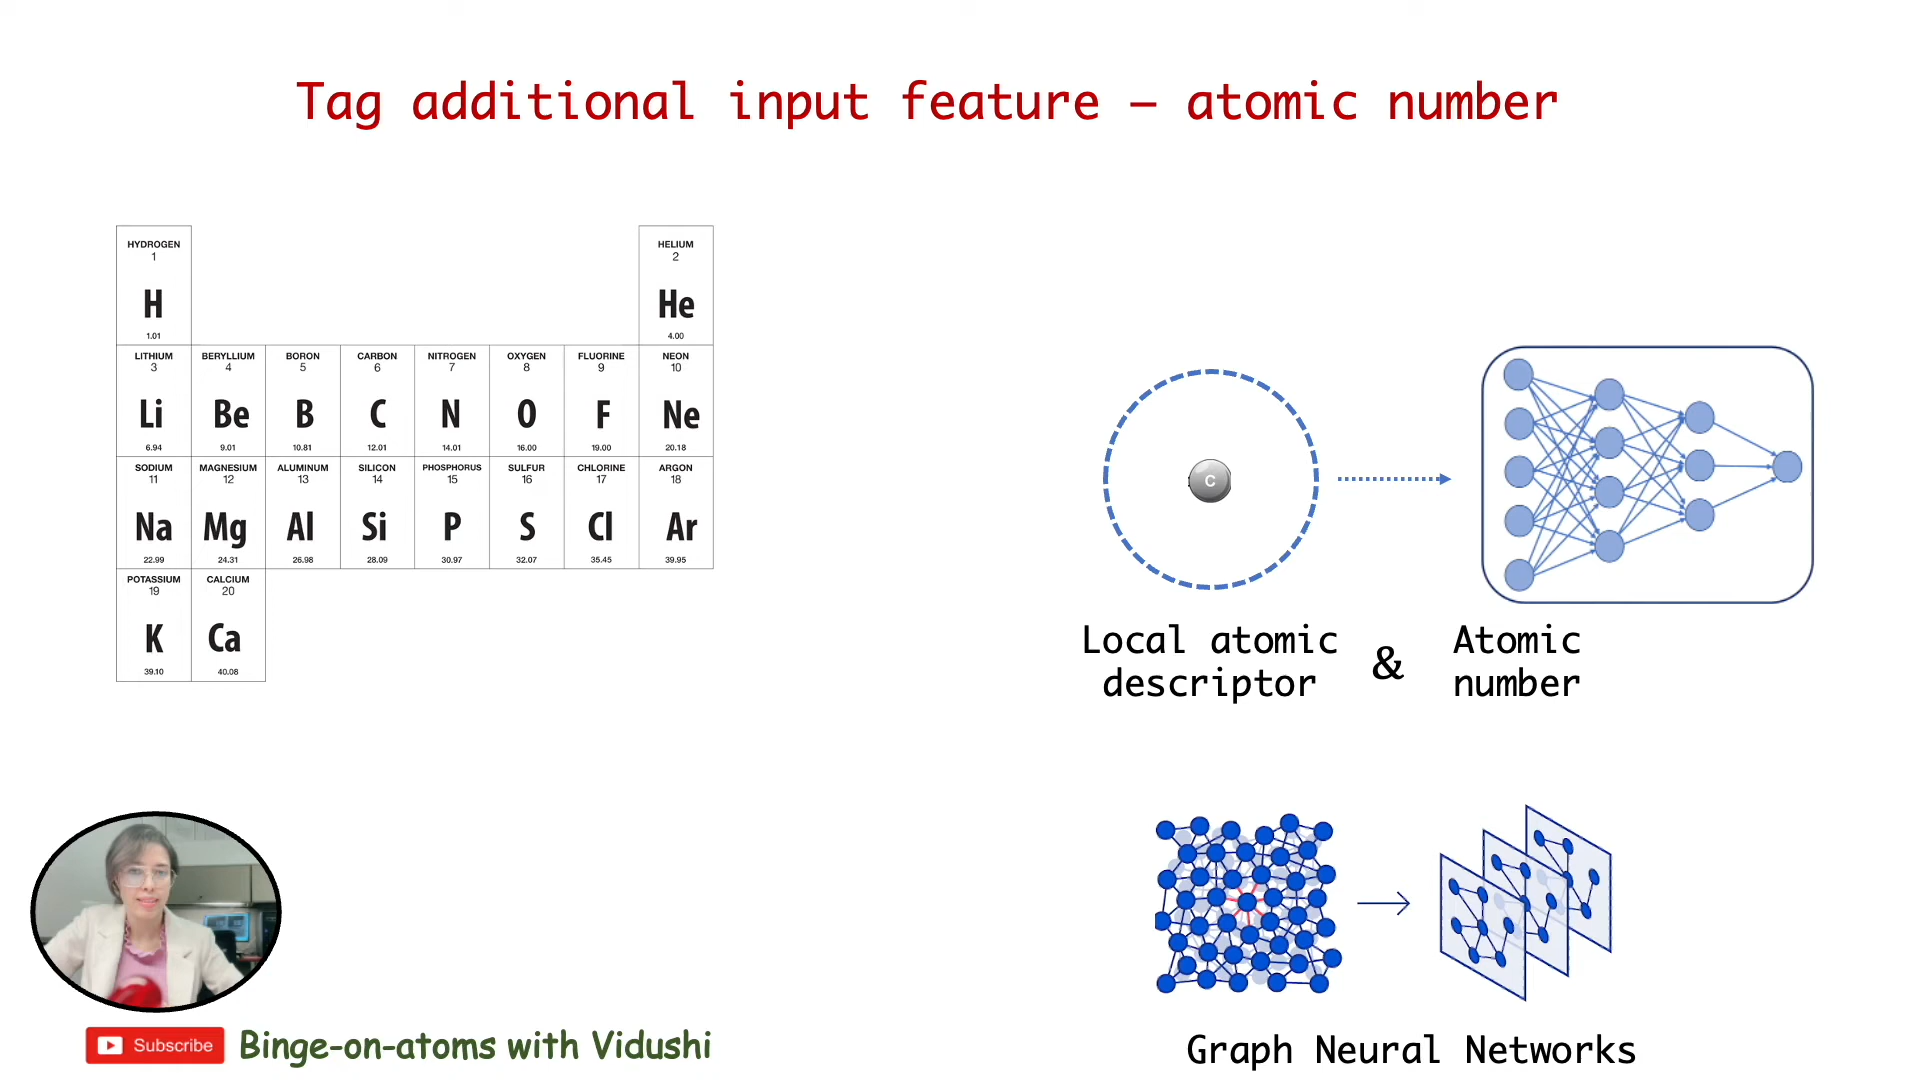 Tag additional input feature – atomic number
HYDROGEN
1
H
1.01
HELIUM
2
He
4.00
LITHIUM
3
Li
6.94
BERYLLIUM
4
Be
9.01
BORON
5
B
10.81
CARBON
6
C
12.01
NITROGEN
7
N
14.01
OXYGEN
8
O
16.00
FLUORINE
9
F
19.00
NEON
10
Ne
20.18
SODIUM
11
Na
22.99
MAGNESIUM
12
Mg
24.31
ALUMINUM
13
Al
26.98
SILICON
14
Si
28.09
PHOSPHORUS
15
P
30.97
SULFUR
16
S
32.07
CHLORINE
17
Cl
35.45
ARGON
18
Ar
39.95
POTASSIUM
19
K
39.10
CALCIUM
20
Ca
40.08
C
Local atomic
descriptor
&
Atomic
number
Graph Neural Networks
Subscribe
Binge-on-atoms with Vidushi